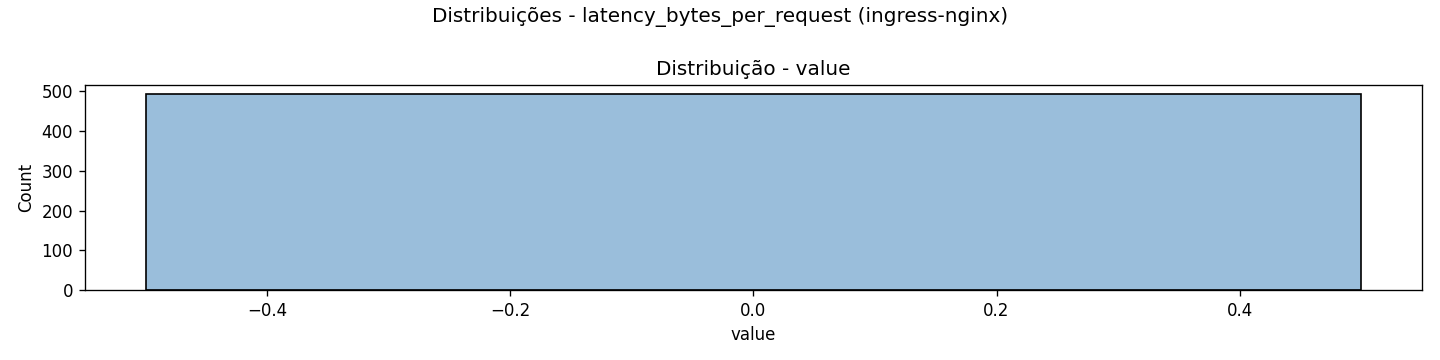 Distribuições - latency_bytes_per_request (ingress-nginx)
Distribuição - value
500
400
300
200
100
0
Count
−0.4
−0.2
0.0
0.2
0.4
value